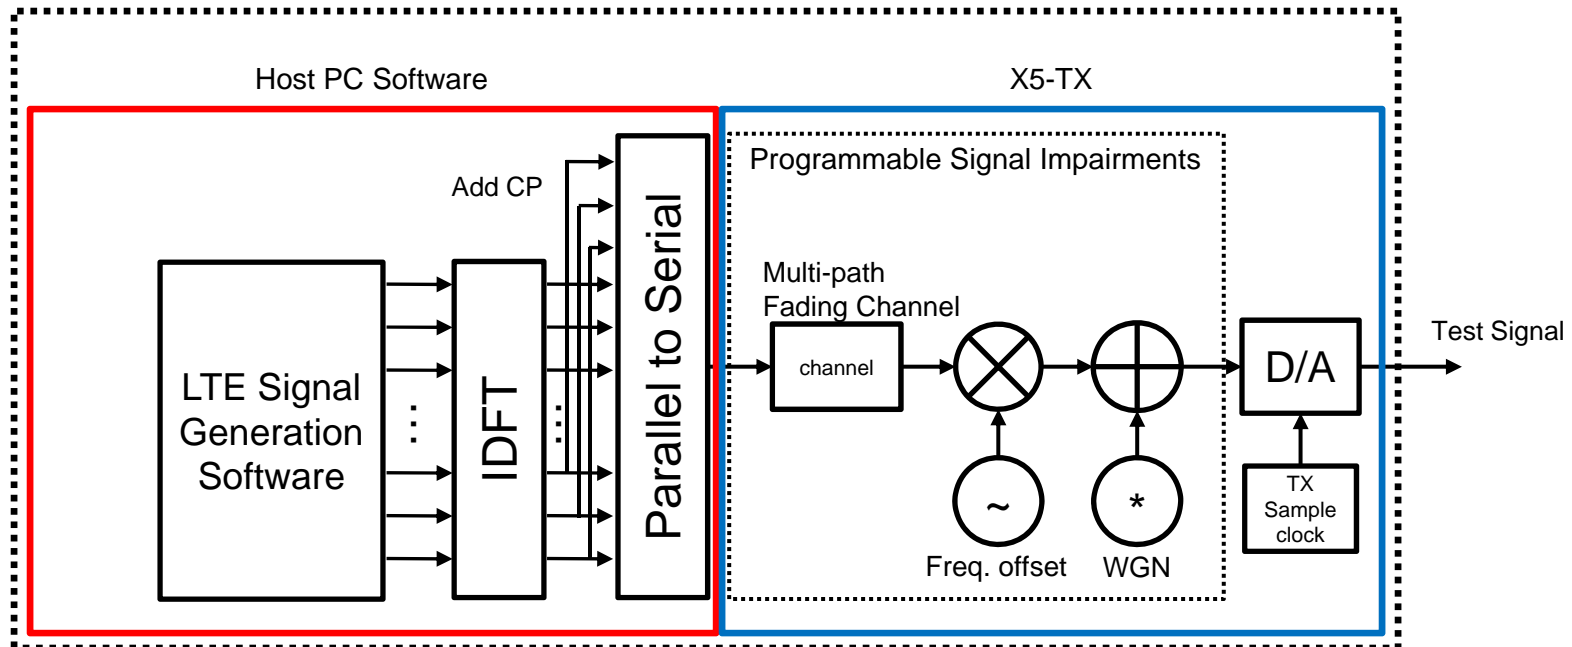 Host PC Software
X5-TX
Programmable Signal Impairments
Add CP
Multi-path
Fading Channel
LTE Signal
Generation
Software
...
IDFT
...
Parallel to Serial
channel
D/A
Test Signal
~
*
Freq. offset
WGN
TX
Sample
clock